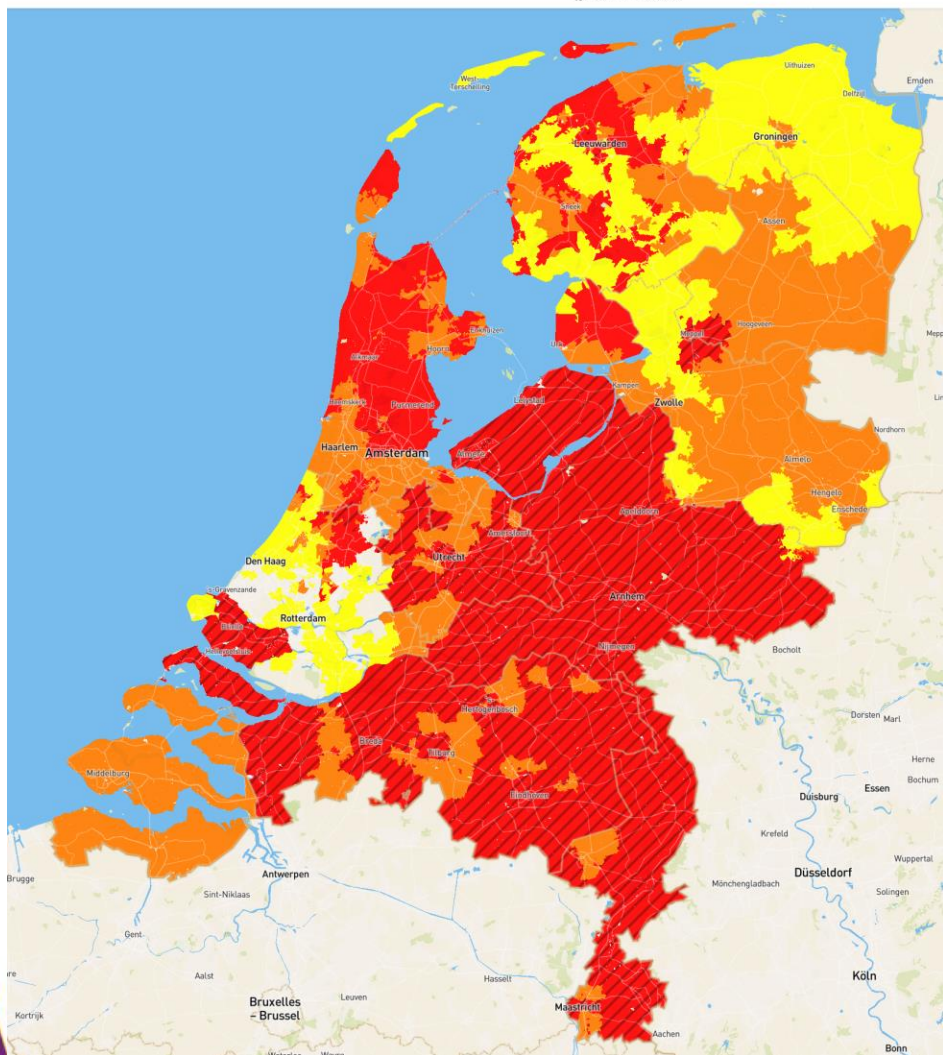 Uithuizen
Emden
West
Terschelling
Delfzijl
Groningen
Leeuwarden
Sneek
Assen
Hoogeveen
Meppel
Enkhuizen
Hoorn
Urk
Alkmaar
Kampen
Heemskerk
Purmerend
Lelystad
Zwolle
Nordhorn
Haarlem
Amsterdam
Almere
Almelo
Hengelo
Enschede
Apeldoorn
Amersfoort
Utrecht
Den Haag
's-Gravenzande
Arnhem
Rotterdam
Brielle
Hellevoetsluis
Nijmegen
Bocholt
Hertogenbosch
Dorsten
Marl
Breda
Tilburg
Herne
Bochum
Middelburg
Eindhoven
Duisburg
Essen
Krefeld
Wuppertal
Brugge
Antwerpen
Düsseldorf
Mönchengladbach
Solingen
Sint-Niklaas
Gent
Aalst
Hasselt
Köln
Leuven
Bruxelles
– Brussel
Maastricht
Kortrijk
Aachen
Bonn